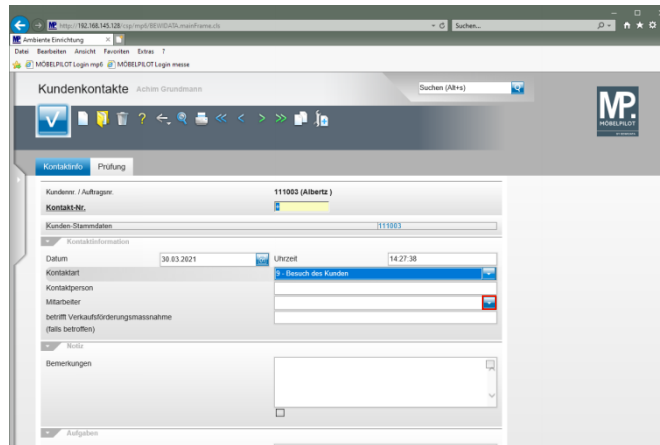 http://192.168.145.128/csp/mp6/BEWIDATA.mainFrame.cls
Suchen...
Ambiente Einrichtung
Datei Bearbeiten Ansicht Favoriten Extras ?
MÖBELPILOT Login mp6 MÖBELPILOT Login messe
Kundenkontakte Achim Grundmann
Suchen (Alt+s)
MP.
MÖBELPILOT
Kontaktinfo Prüfung
Kundennr. / Auftragsnr. 111003 (Albertz )
Kontakt-Nr.
Kunden-Stammdaten 111003
Kontaktinformation
Datum 30.03.2021 Uhrzeit 14:27:38
Kontaktart 9 - Besuch des Kunden
Kontaktperson
Mitarbeiter
betrifft Verkaufsförderungsmassnahme
(falls betroffen)
Notiz
Bemerkungen
Aufgaben